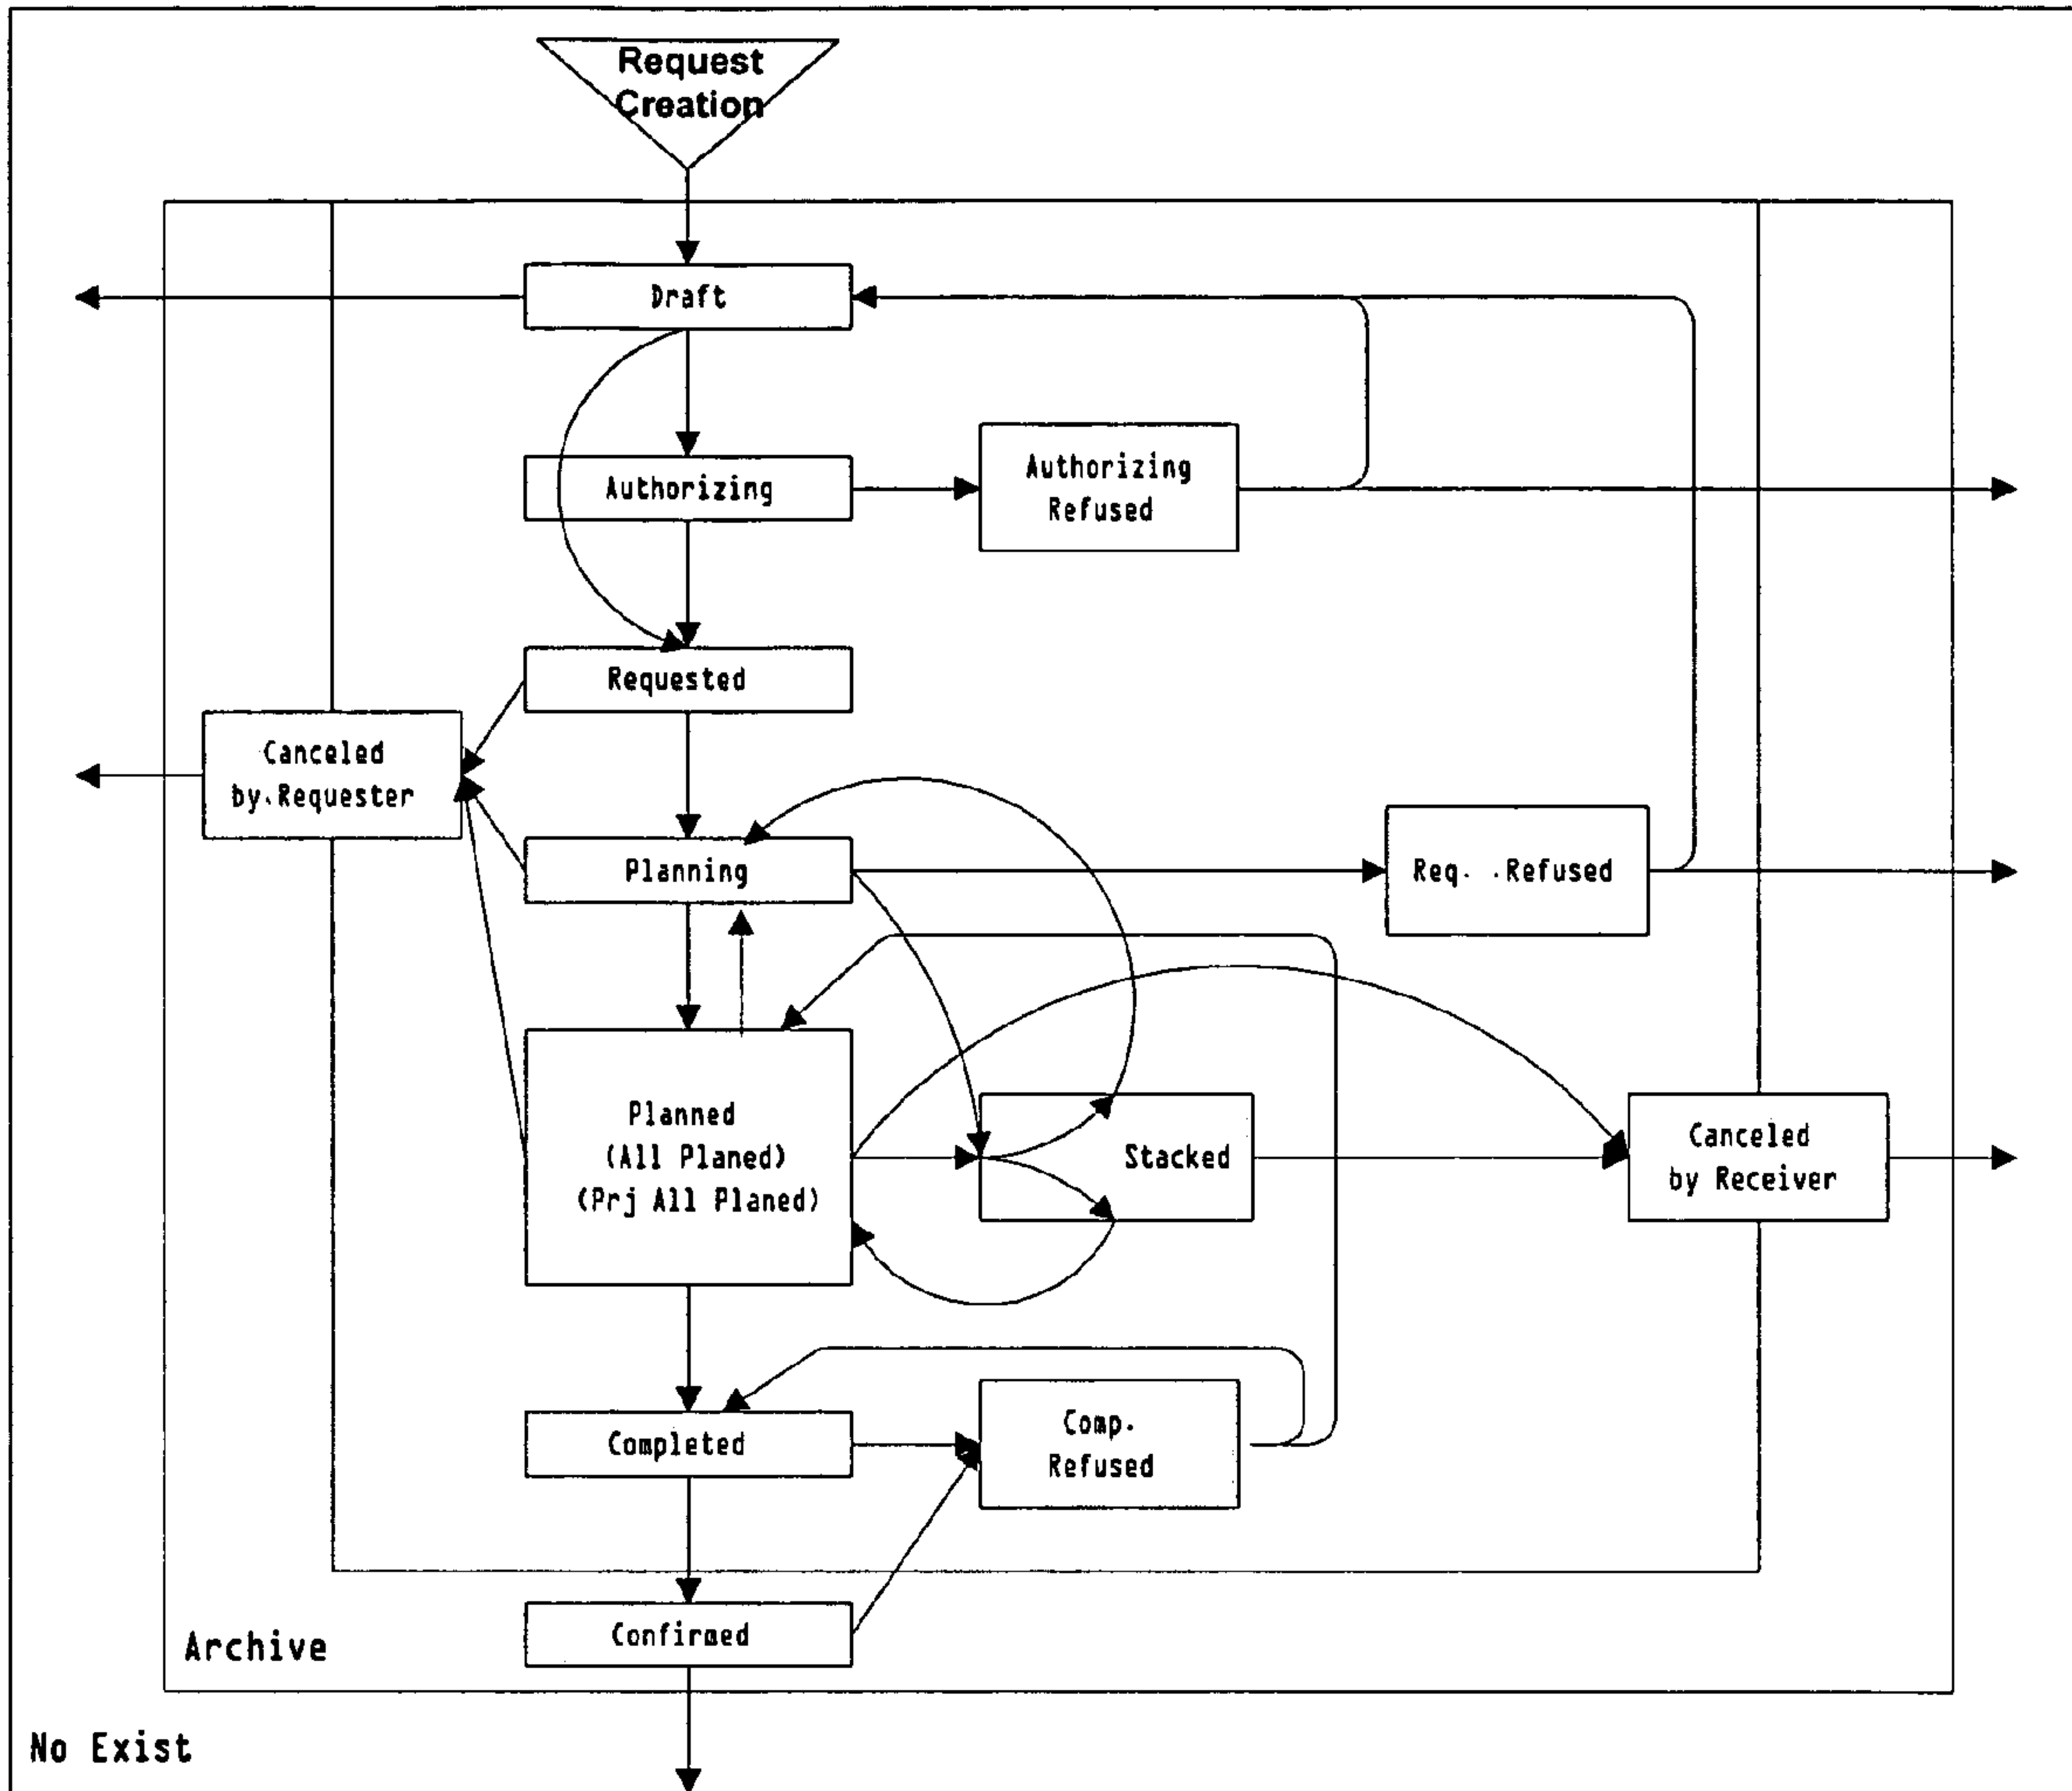 Request
Creation
Draft
Authorizing
Authorizing
Refused
Requested
Canceled
by.Requester
Planning
Req. .Refused
Planned
(All Planed)
(Prj All Planed)
Stacked
Canceled
by Receiver
Completed
Comp.
Refused
Confirmed
Archive
No Exist